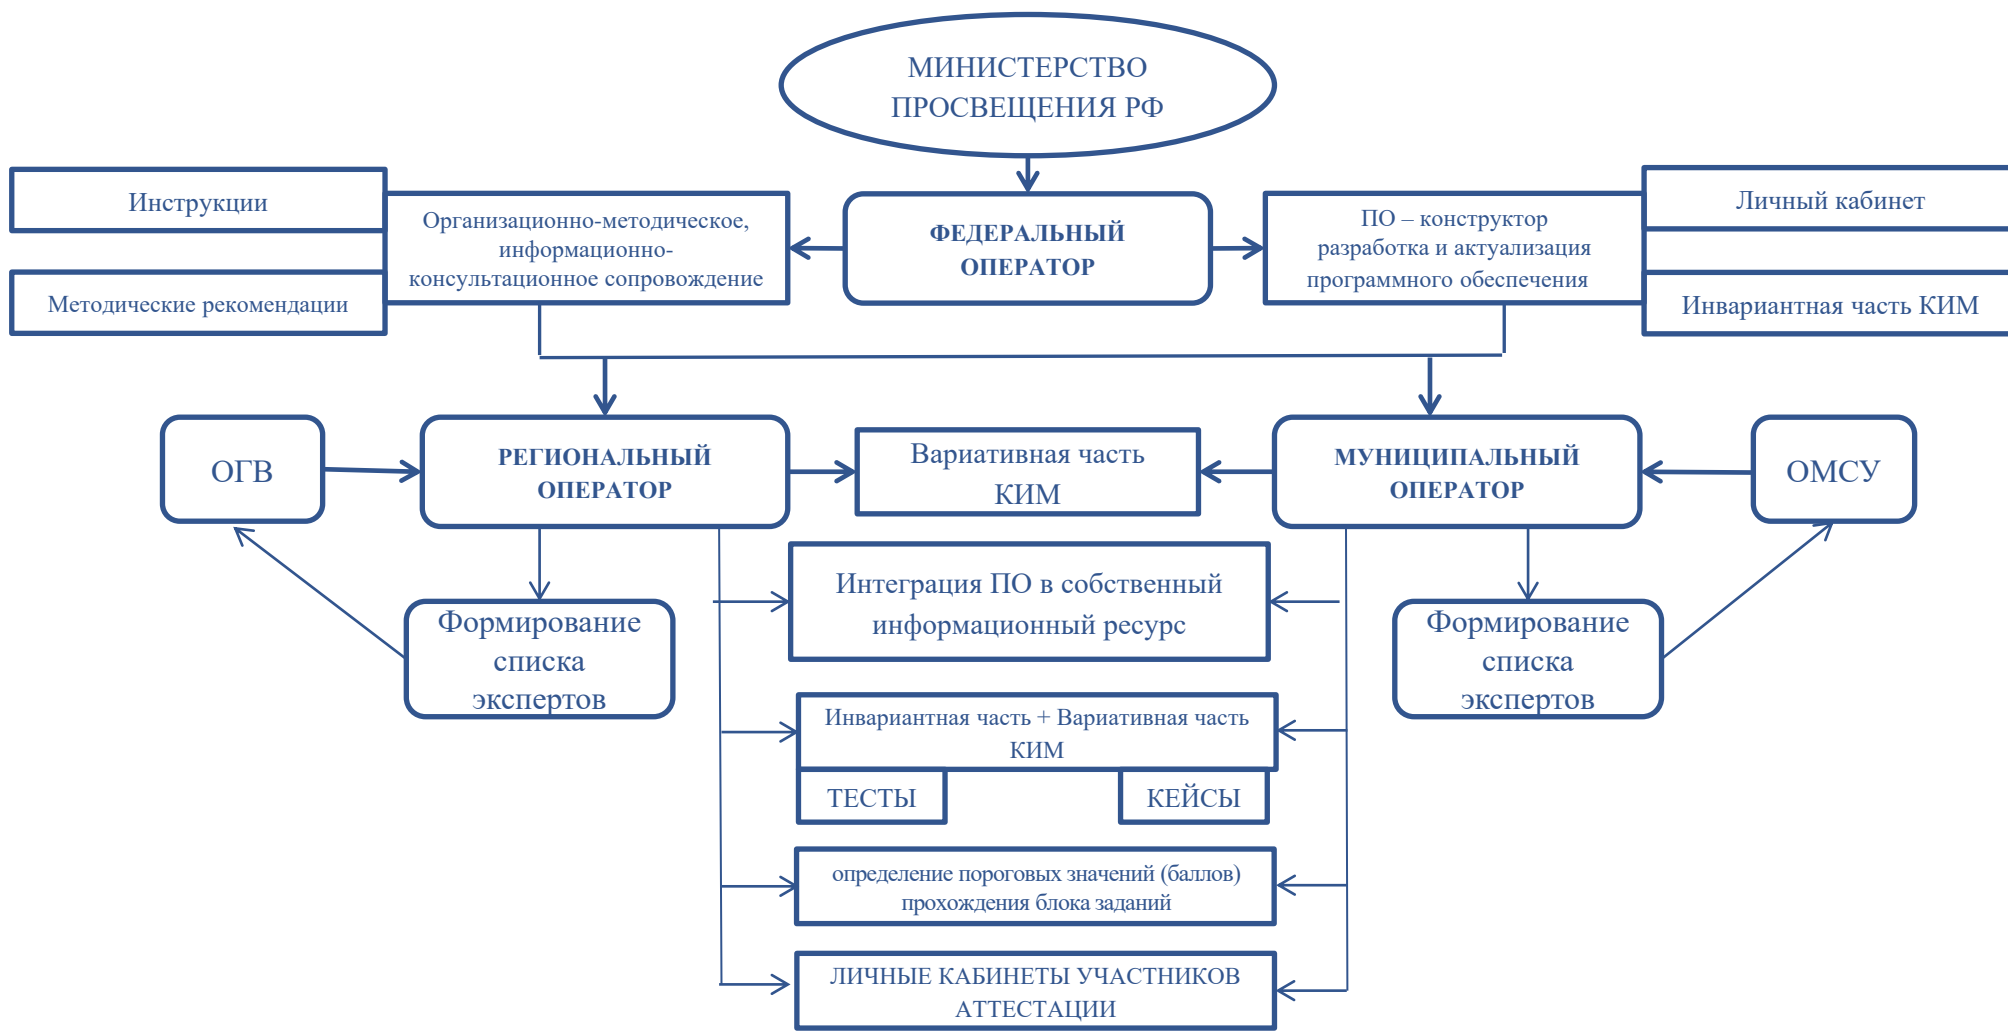 МИНИСТЕРСТВО
ПРОСВЕЩЕНИЯ РФ
Инструкции
Методические рекомендации
Организационно-методическое,
информационно-
консультационное сопровождение
ФЕДЕРАЛЬНЫЙ
ОПЕРАТОР
ПО – конструктор
разработка и актуализация
программного обеспечения
Личный кабинет
Инвариантная часть КИМ
ОГВ
РЕГИОНАЛЬНЫЙ
ОПЕРАТОР
Вариативная часть
КИМ
МУНИЦИПАЛЬНЫЙ
ОПЕРАТОР
ОМСУ
Формирование
списка
экспертов
Интеграция ПО в собственный
информационный ресурс
Формирование
списка
экспертов
Инвариантная часть + Вариативная часть
КИМ
ТЕСТЫ
КЕЙСЫ
определение пороговых значений (баллов)
прохождения блока заданий
ЛИЧНЫЕ КАБИНЕТЫ УЧАСТНИКОВ
АТТЕСТАЦИИ